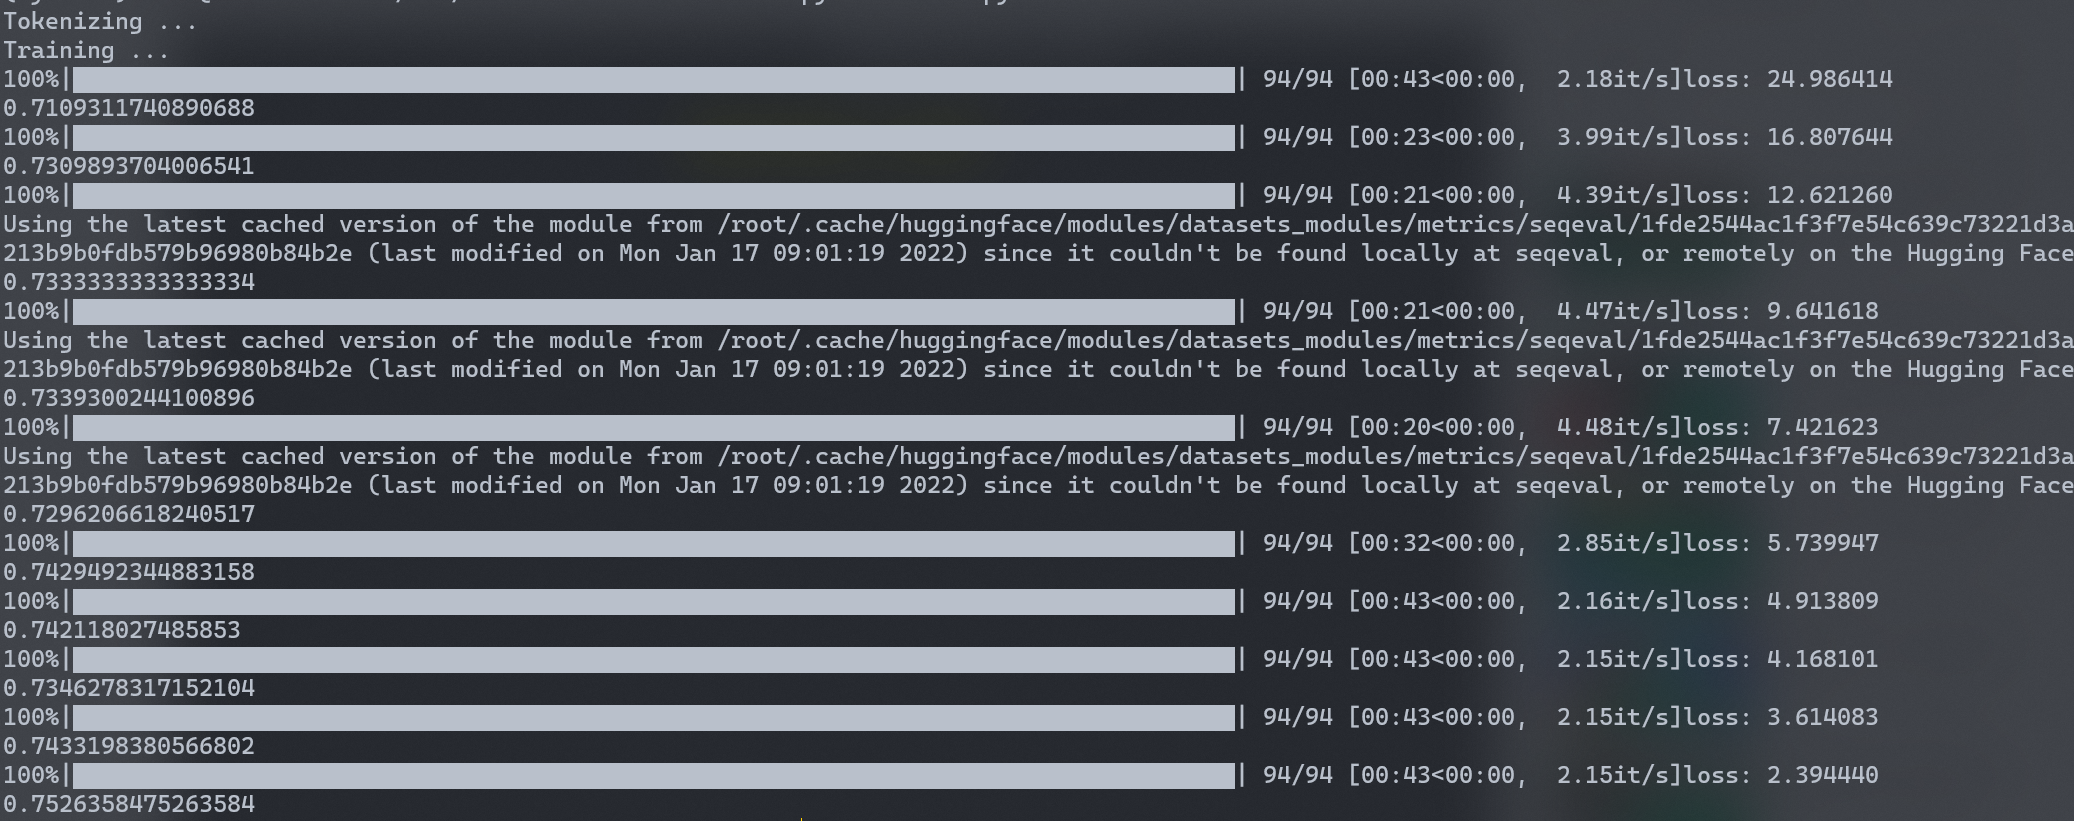 Tokenizing ...
Training ...
100%| | 94/94 [00:43<00:00,  2.18it/s]loss: 24.986414
0.7109311740890688
100%| | 94/94 [00:23<00:00,  3.99it/s]loss: 16.807644
0.7309893704006541
100%| | 94/94 [00:21<00:00,  4.39it/s]loss: 12.621260
Using the latest cached version of the module from /root/.cache/huggingface/modules/datasets_modules/metrics/seqeval/1fde2544ac1f3f7e54c639c73221d3a
213b9b0fdb579b96980b84b2e (last modified on Mon Jan 17 09:01:19 2022) since it couldn't be found locally at seqeval, or remotely on the Hugging Face
0.7333333333333334
100%| | 94/94 [00:21<00:00,  4.47it/s]loss: 9.641618
Using the latest cached version of the module from /root/.cache/huggingface/modules/datasets_modules/metrics/seqeval/1fde2544ac1f3f7e54c639c73221d3a
213b9b0fdb579b96980b84b2e (last modified on Mon Jan 17 09:01:19 2022) since it couldn't be found locally at seqeval, or remotely on the Hugging Face
0.7339300244100896
100%| | 94/94 [00:20<00:00,  4.48it/s]loss: 7.421623
Using the latest cached version of the module from /root/.cache/huggingface/modules/datasets_modules/metrics/seqeval/1fde2544ac1f3f7e54c639c73221d3a
213b9b0fdb579b96980b84b2e (last modified on Mon Jan 17 09:01:19 2022) since it couldn't be found locally at seqeval, or remotely on the Hugging Face
0.7296206618240517
100%| | 94/94 [00:32<00:00,  2.85it/s]loss: 5.739947
0.7429492344883158
100%| | 94/94 [00:43<00:00,  2.16it/s]loss: 4.913809
0.742118027485853
100%| | 94/94 [00:43<00:00,  2.15it/s]loss: 4.168101
0.7346278317152104
100%| | 94/94 [00:43<00:00,  2.15it/s]loss: 3.614083
0.7433198380566802
100%| | 94/94 [00:43<00:00,  2.15it/s]loss: 2.394440
0.7526358475263584